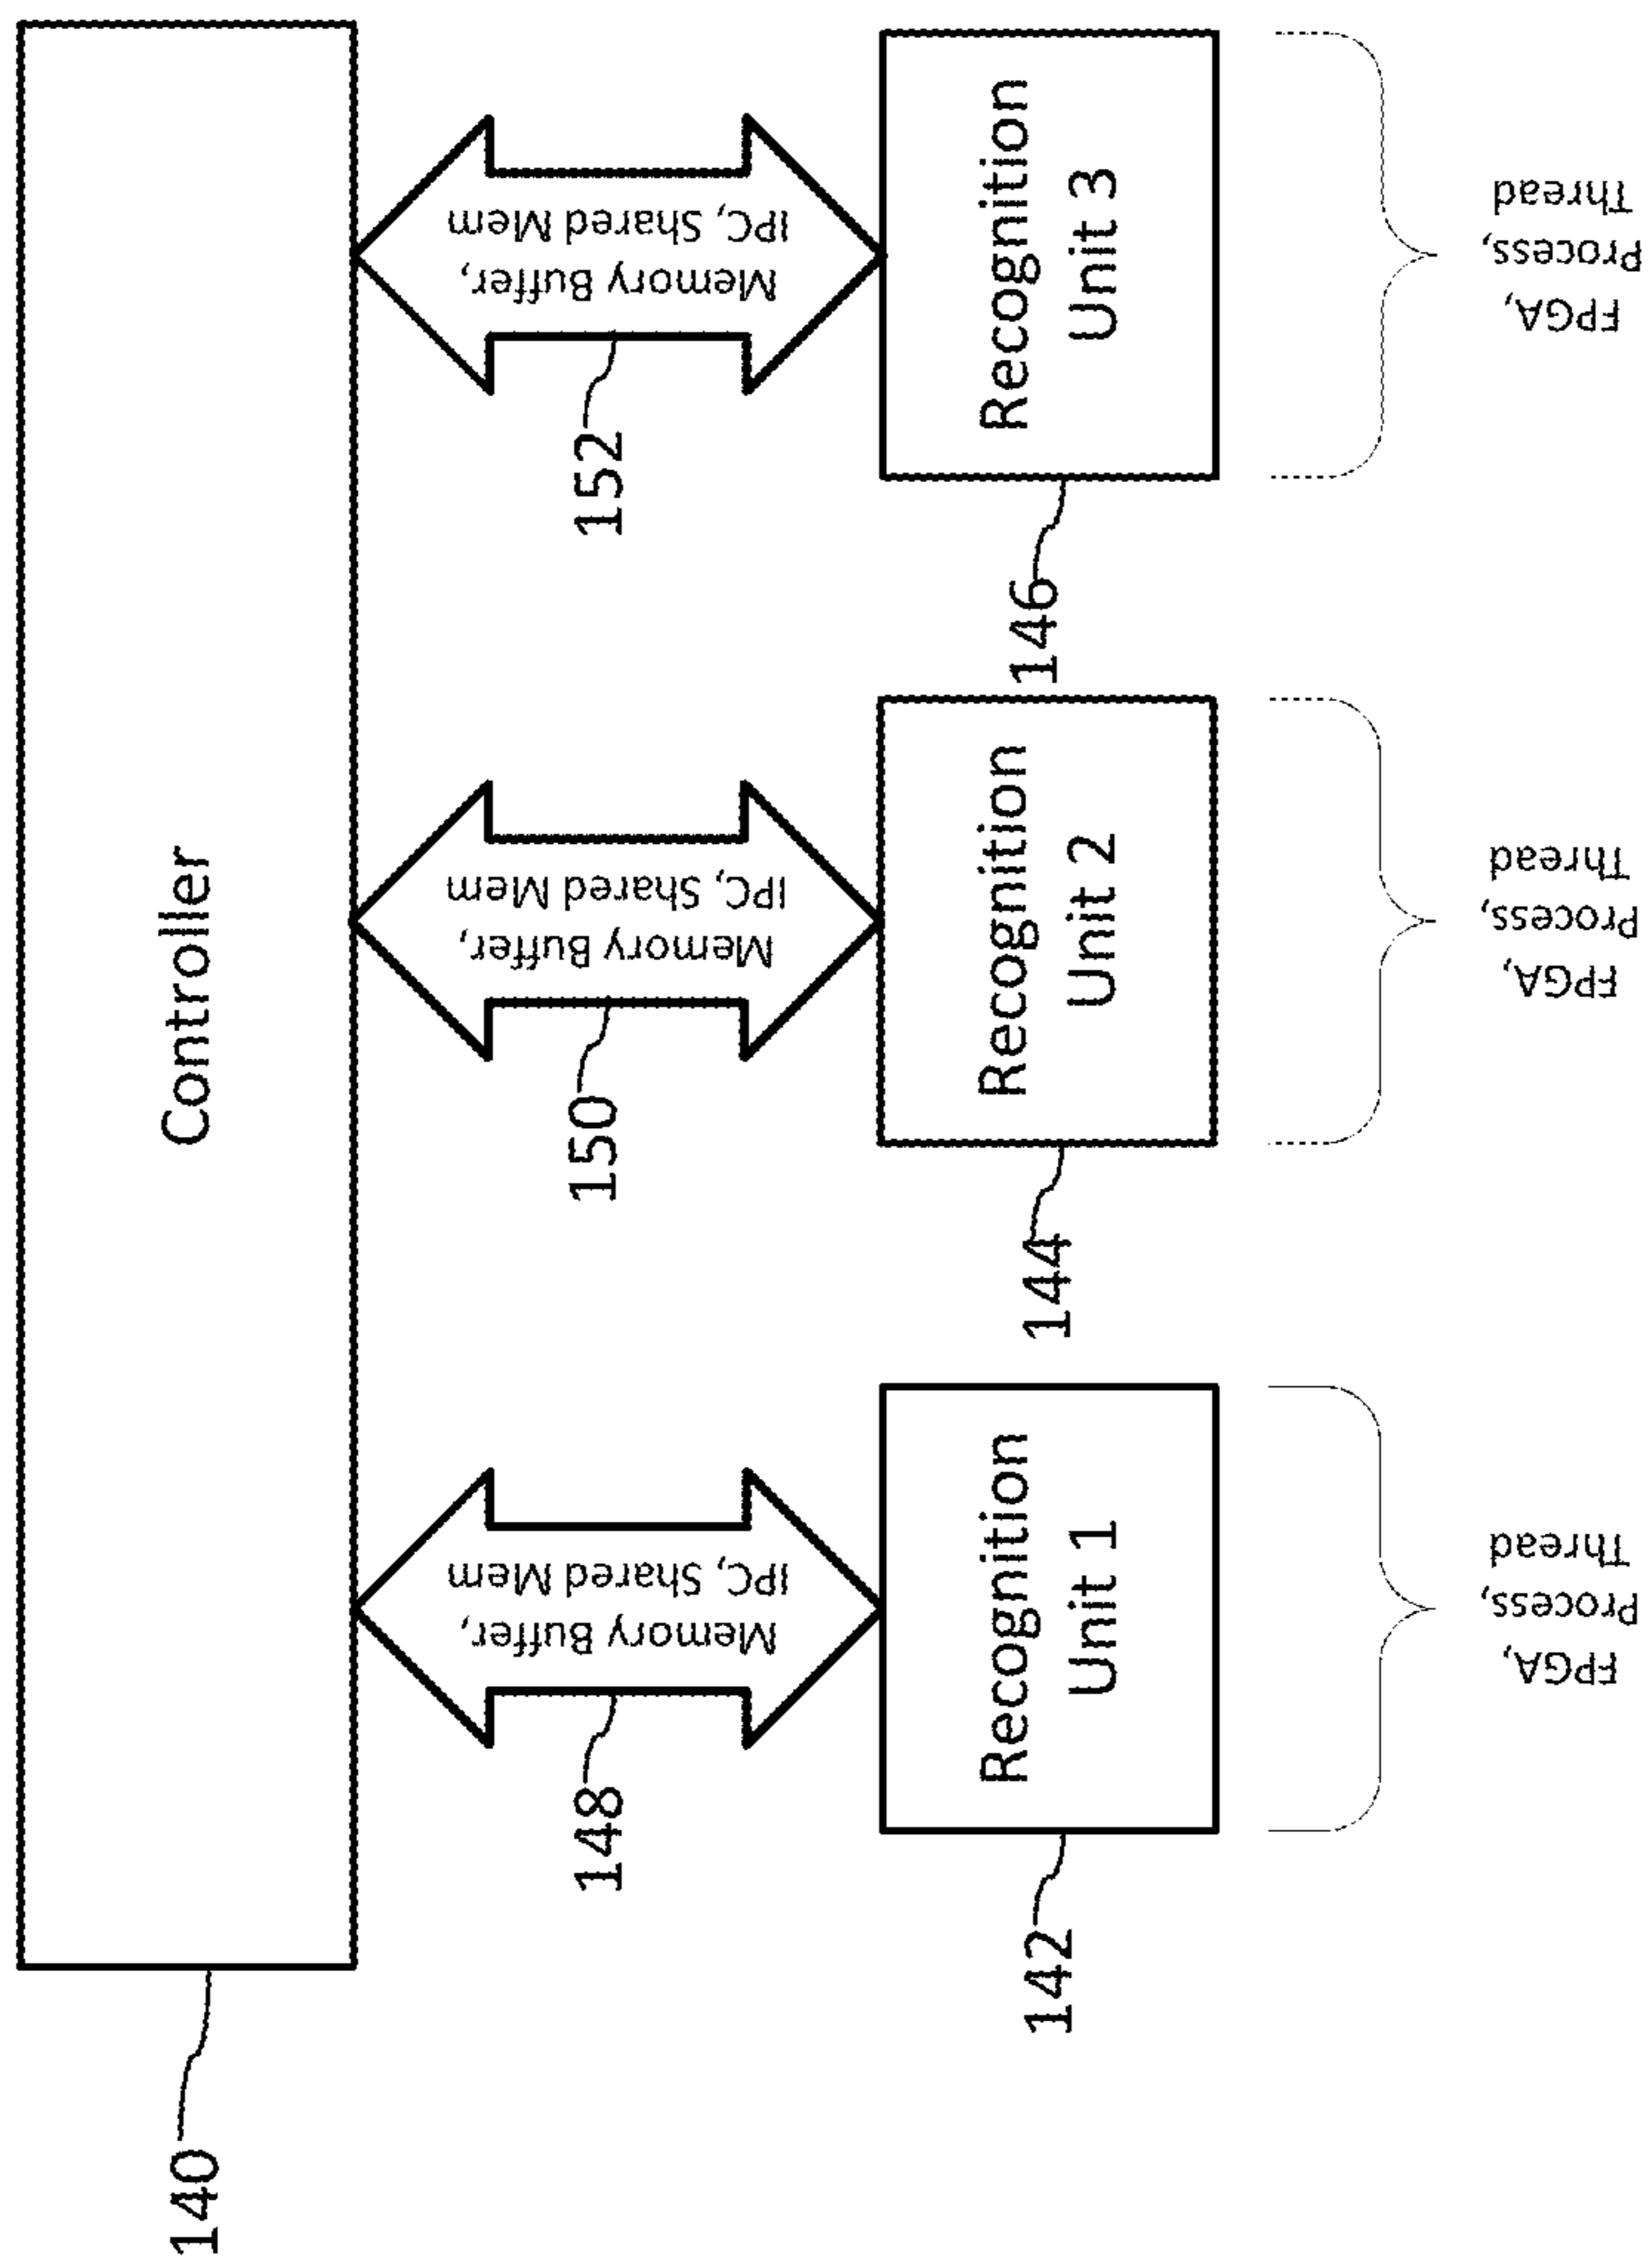 140
Controller
148
Memory Buffer,
IPC, Shared Mem
150
Memory Buffer,
IPC, Shared Mem
152
Memory Buffer,
IPC, Shared Mem
142
Recognition
Unit 1
144
Recognition
Unit 2
146
Recognition
Unit 3
FPGA,
Process,
Thread
FPGA,
Process,
Thread
FPGA,
Process,
Thread